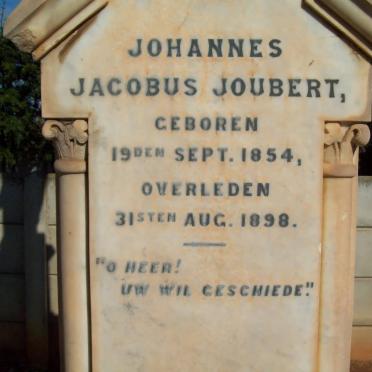 JOHANNES
JACOBUS JOUBERT,
GEBOREN
19DEN SEPT. 1854,
OVERLEDEN
31STEN AUG. 1898.
"O HEER!
UW WIL GESCHIEDE."